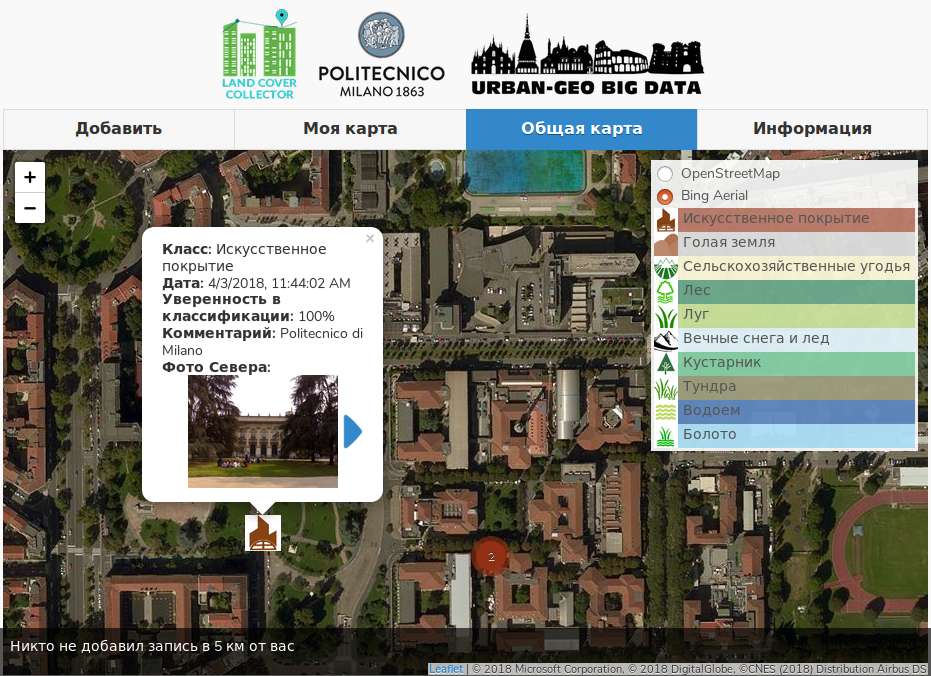 LAND COVER
COLLECTOR
POLITECNICO
MILANO 1863
URBAN-GEO BIG DATA
Добавить
Моя карта
Общая карта
Информация
+
−
OpenStreetMap
Bing Aerial
Искусственное покрытие
Голая земля
Сельскохозяйственные угодья
Лес
Луг
Вечные снега и лед
Кустарник
Тундра
Водоем
Болото
×
Класс: Искусственное
покрытие
Дата: 4/3/2018, 11:44:02 AM
Уверенность в
классификации: 100%
Комментарий: Politecnico di
Milano
Фото Севера:
2
Никто не добавил запись в 5 км от вас
Leaflet | © 2018 Microsoft Corporation, © 2018 DigitalGlobe, ©CNES (2018) Distribution Airbus DS